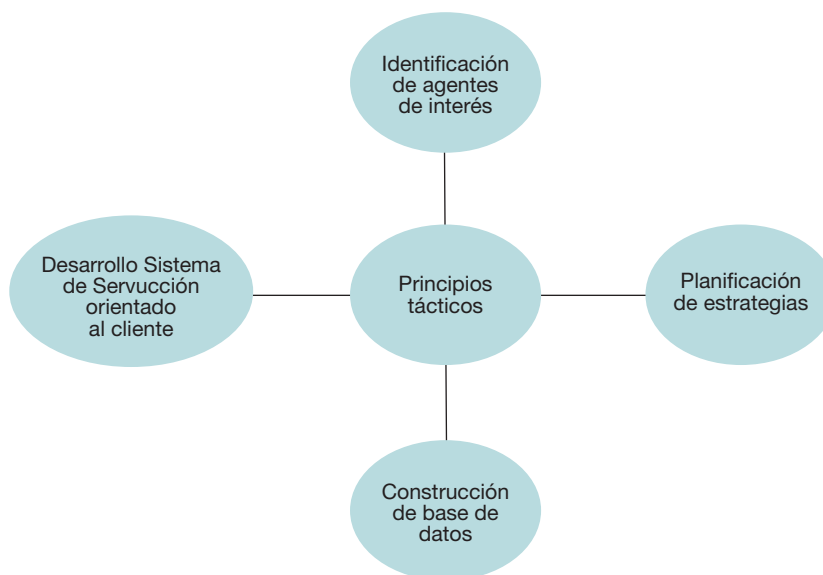 Identificación
de agentes
de interés
Desarrollo Sistema
de Servucción
orientado
al cliente
Principios
tácticos
Planificación
de estrategias
Construcción
de base de
datos